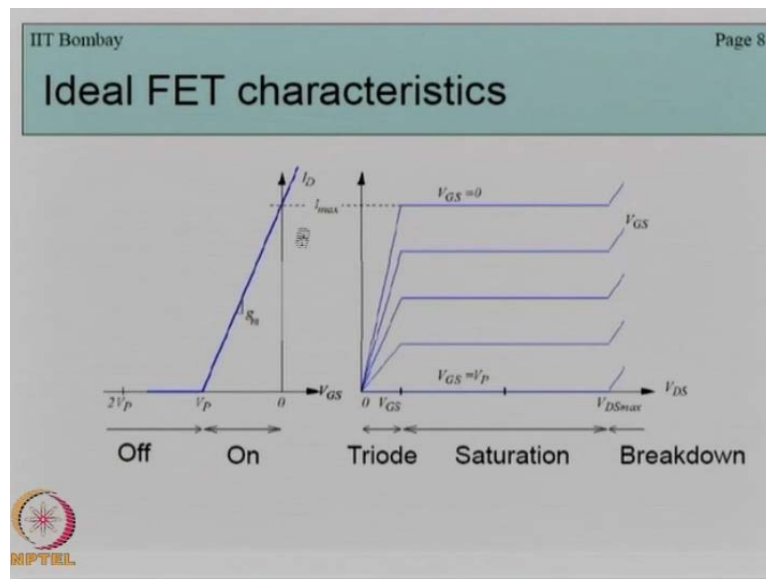 IIT Bombay
Page 8
Ideal FET characteristics
I_D
I_max
V_GS=0
V_GS
g_m
V_GS=V_P
2V_P
V_P
0
V_GS
0
V_GS
V_DSmax
V_DS
Off
On
Triode
Saturation
Breakdown
NPTEL